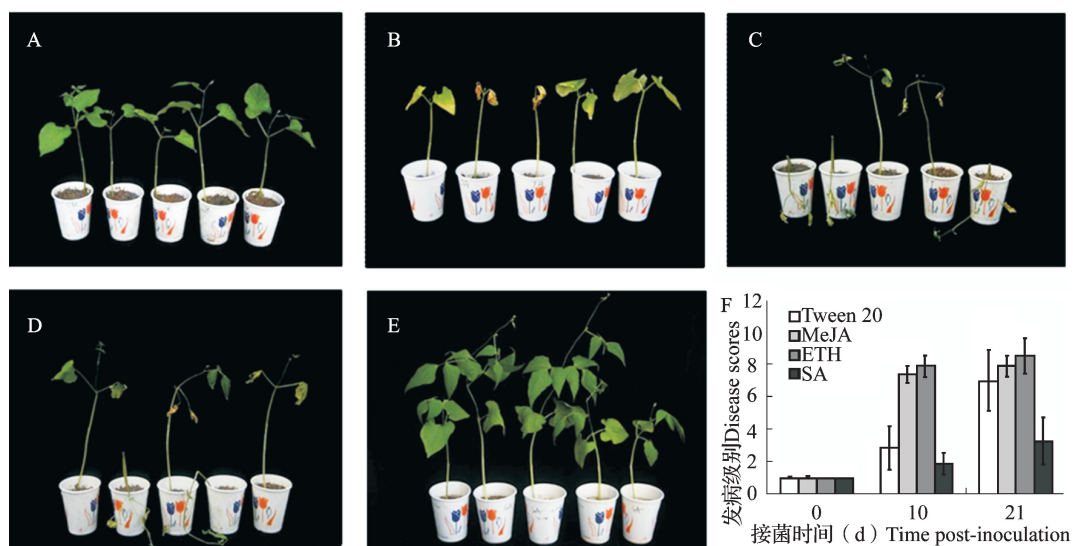 A
B
C
D
E
F
Tween 20
MeJA
ETH
SA
发病级别Disease scores
12
10
8
6
4
2
0
0
10
21
接菌时间（d）Time post-inoculation